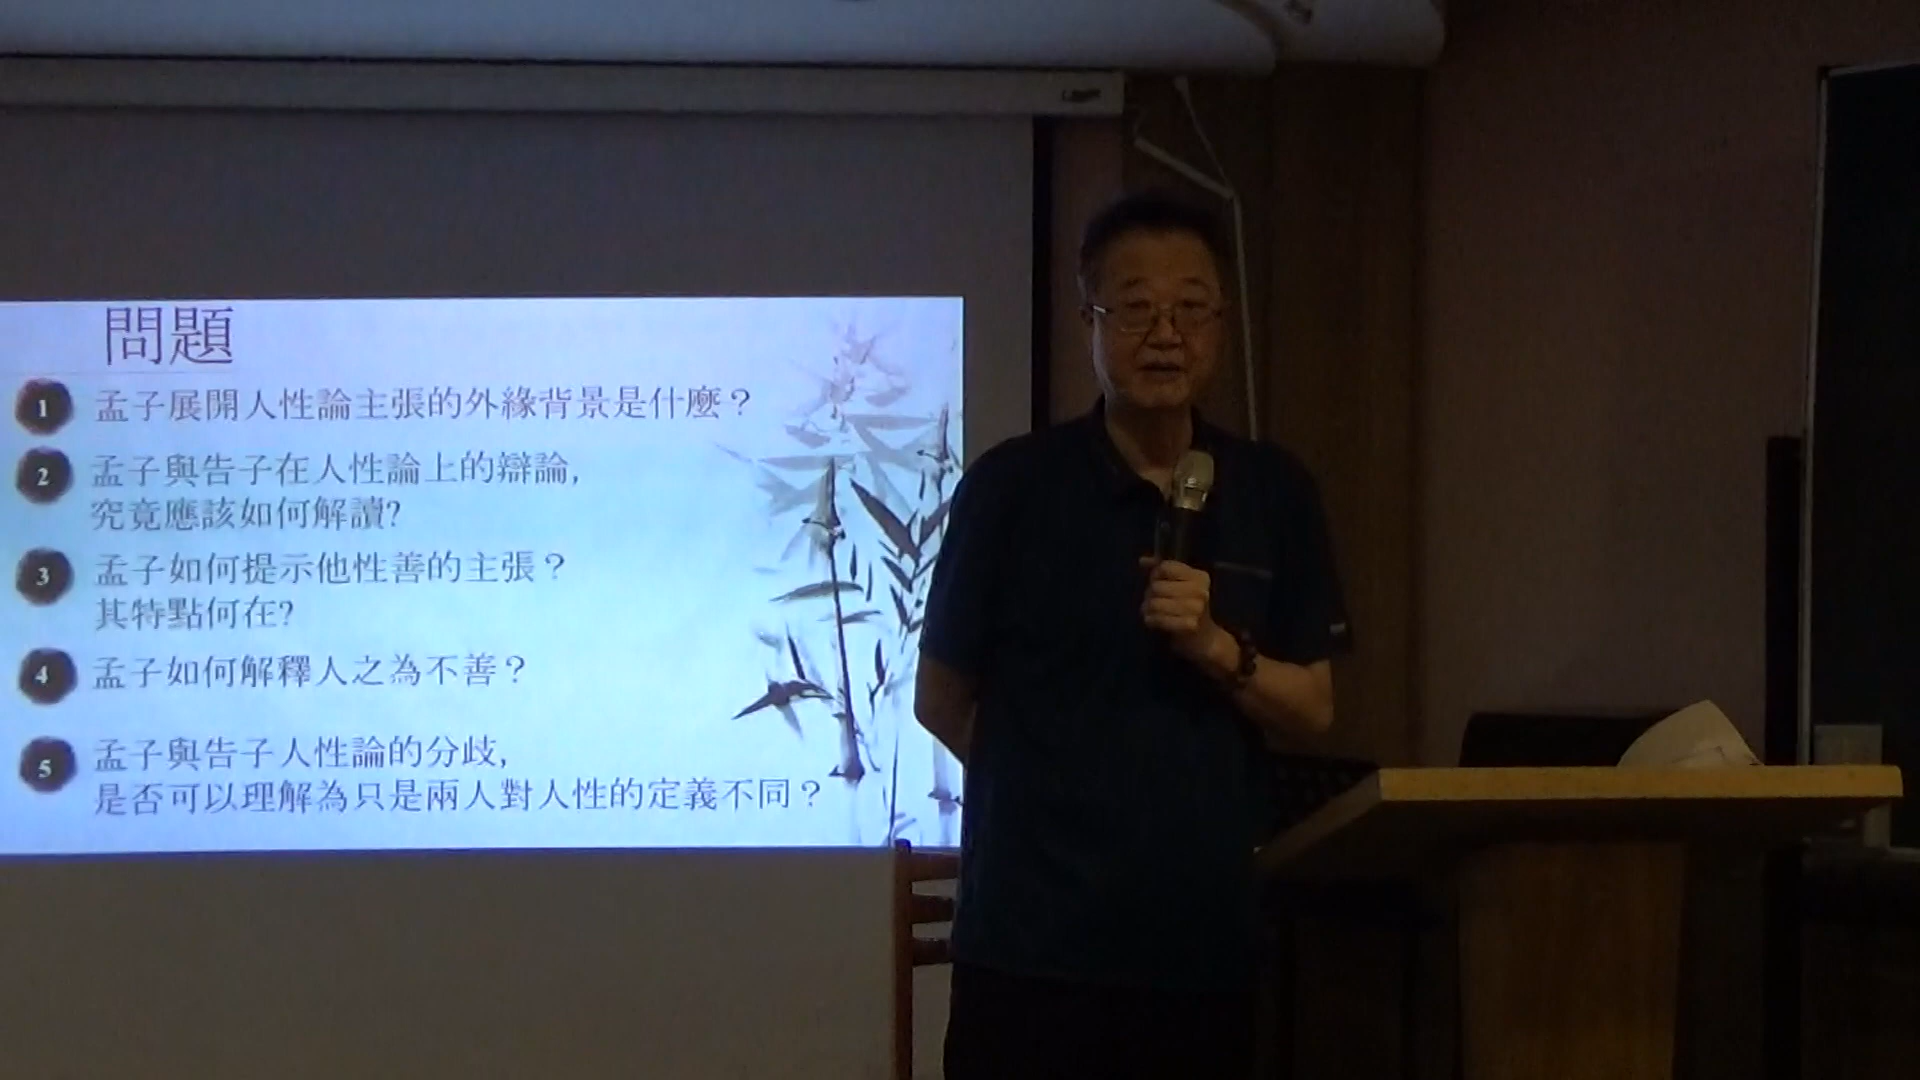 問題
1 孟子展開人性論主張的外緣背景是什麼？
2 孟子與告子在人性論上的辯論,
究竟應該如何解讀?
3 孟子如何提示他性善的主張？
其特點何在?
4 孟子如何解釋人之為不善？
5 孟子與告子人性論的分歧,
是否可以理解為只是兩人對人性的定義不同？